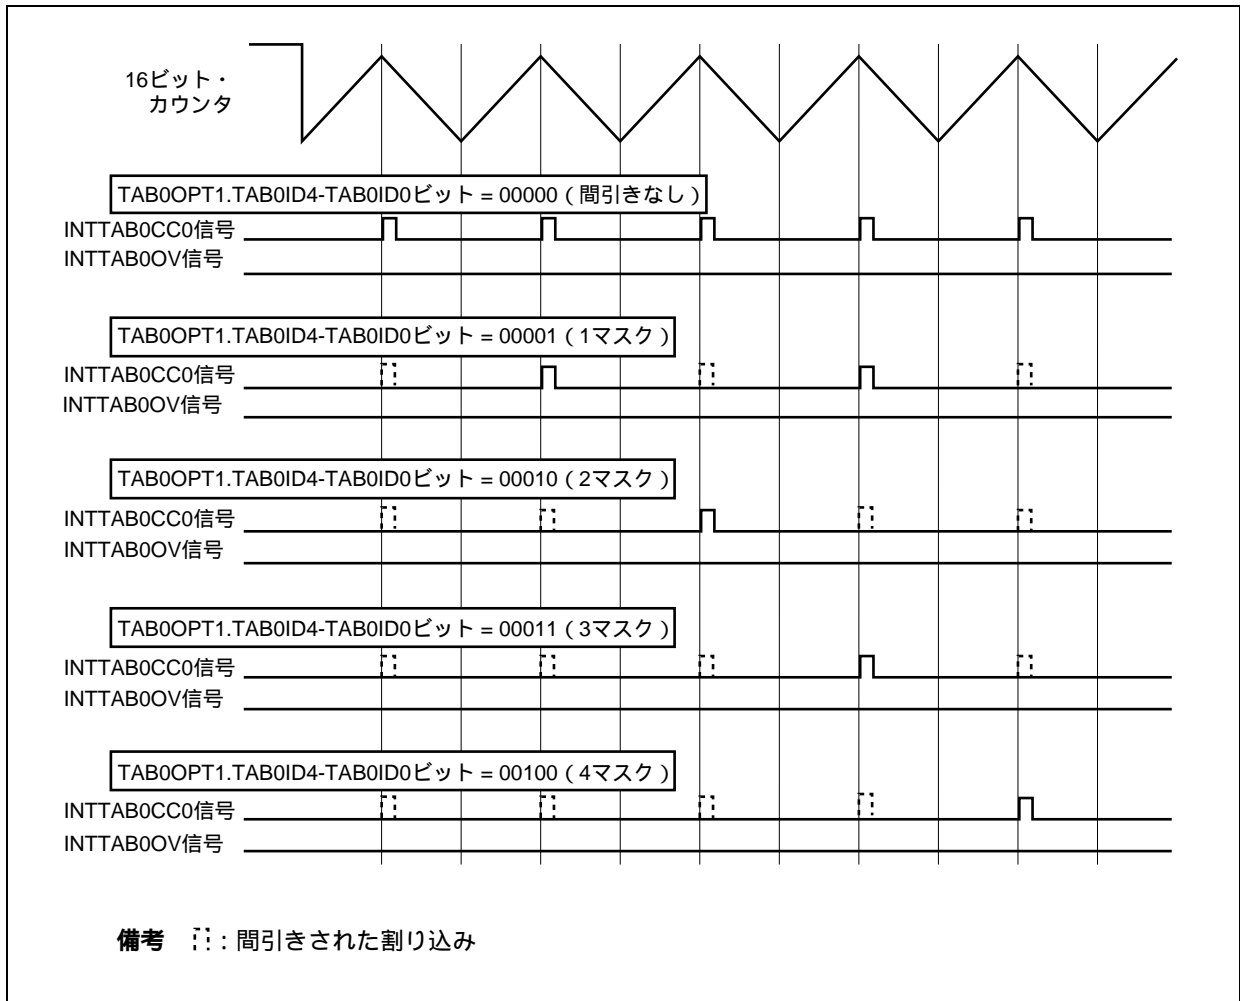 16ビット・
カウンタ
TAB0OPT1.TAB0ID4-TAB0ID0ビット = 00000（間引きなし）
INTTAB0CC0信号
INTTAB0OV信号
TAB0OPT1.TAB0ID4-TAB0ID0ビット = 00001（1マスク）
INTTAB0CC0信号
INTTAB0OV信号
TAB0OPT1.TAB0ID4-TAB0ID0ビット = 00010（2マスク）
INTTAB0CC0信号
INTTAB0OV信号
TAB0OPT1.TAB0ID4-TAB0ID0ビット = 00011（3マスク）
INTTAB0CC0信号
INTTAB0OV信号
TAB0OPT1.TAB0ID4-TAB0ID0ビット = 00100（4マスク）
INTTAB0CC0信号
INTTAB0OV信号
備考 : 間引きされた割り込み